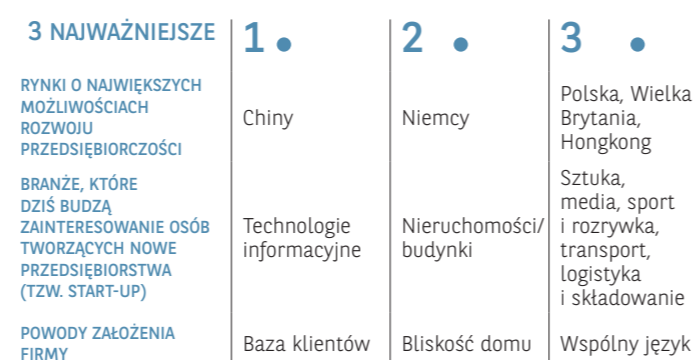 3 NAJWAŻNIEJSZE
1 •
2 •
3 •
RYNKI O NAJWIĘKSZYCH
MOŻLIWOŚCIACH
ROZWOJU
PRZEDSIĘBIORCZOŚCI
Chiny
Niemcy
Polska, Wielka
Brytania,
Hongkong
BRANŻE, KTÓRE
DZIŚ BUDZĄ
ZAINTERESOWANIE OSÓB
TWORZĄCYCH NOWE
PRZEDSIĘBIORSTWA
(TZW. START-UP)
Technologie
informacyjne
Nieruchomości/
budynki
Sztuka,
media, sport
i rozrywka,
transport,
logistyka
i składowanie
POWODY ZAŁOŻENIA
FIRMY
Baza klientów
Bliskość domu
Wspólny język